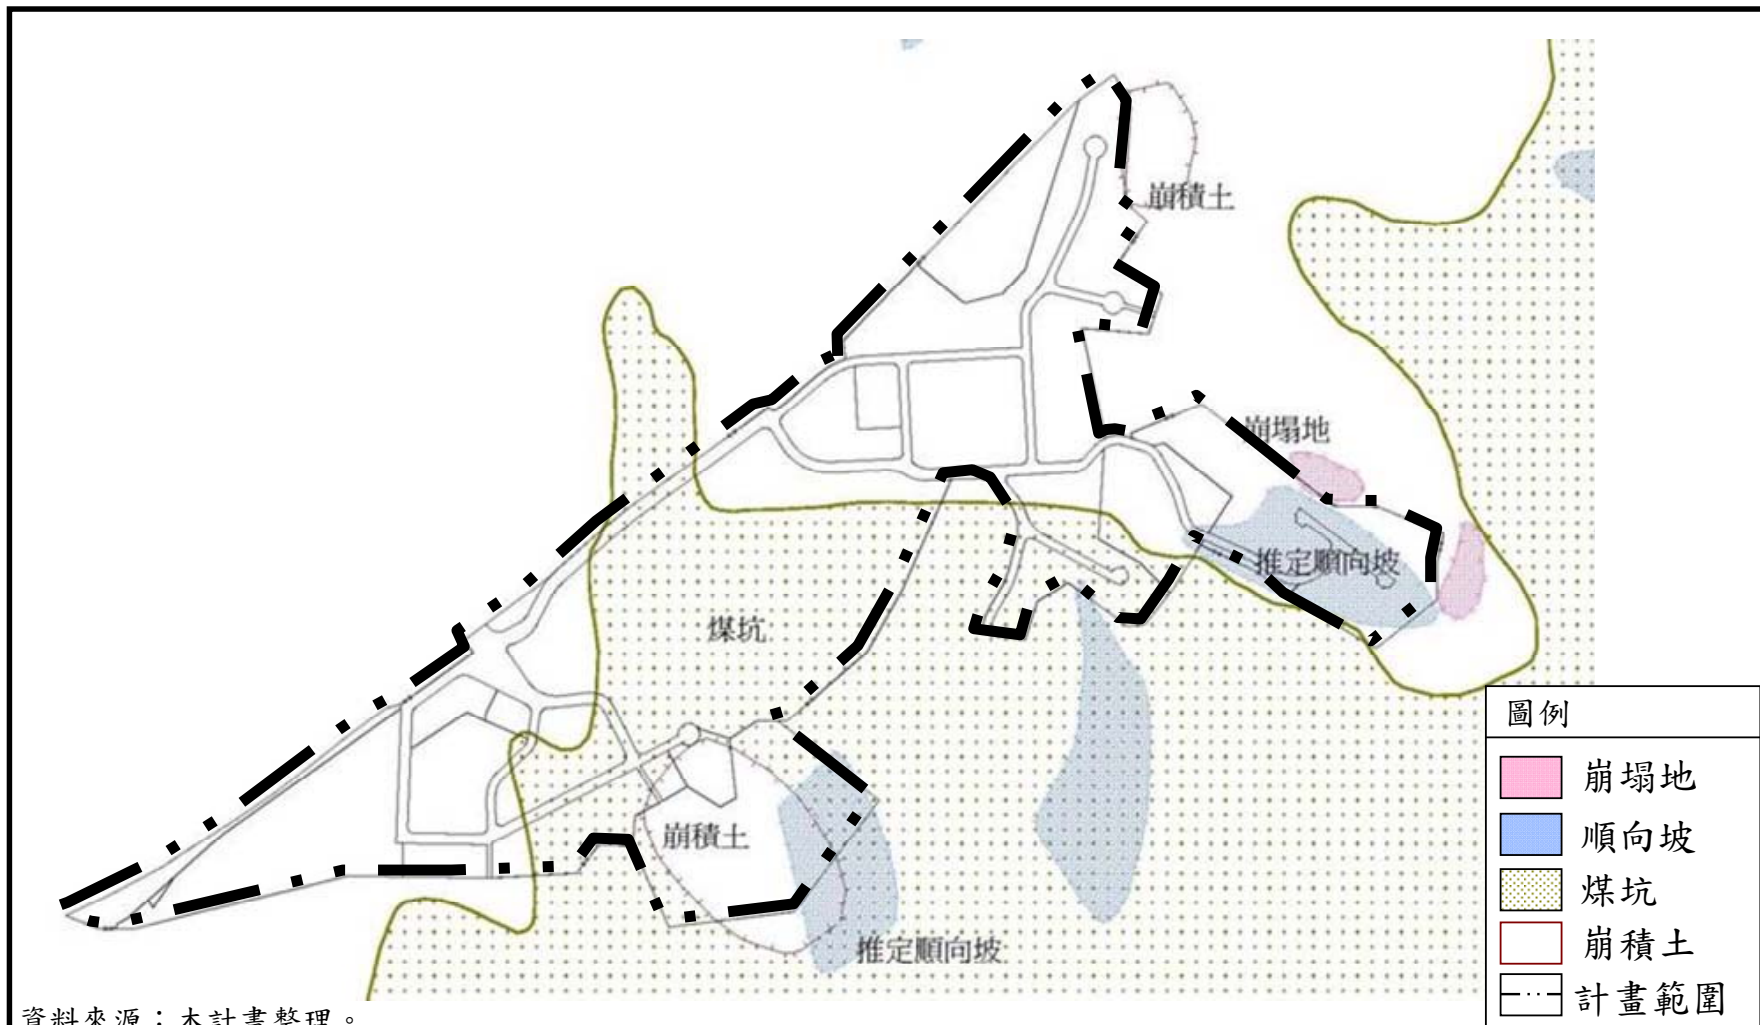 崩積土
崩塌地
推定順向坡
煤坑
崩積土
推定順向坡
圖例
崩塌地
順向坡
煤坑
崩積土
計畫範圍
資料來源：本計畫整理。